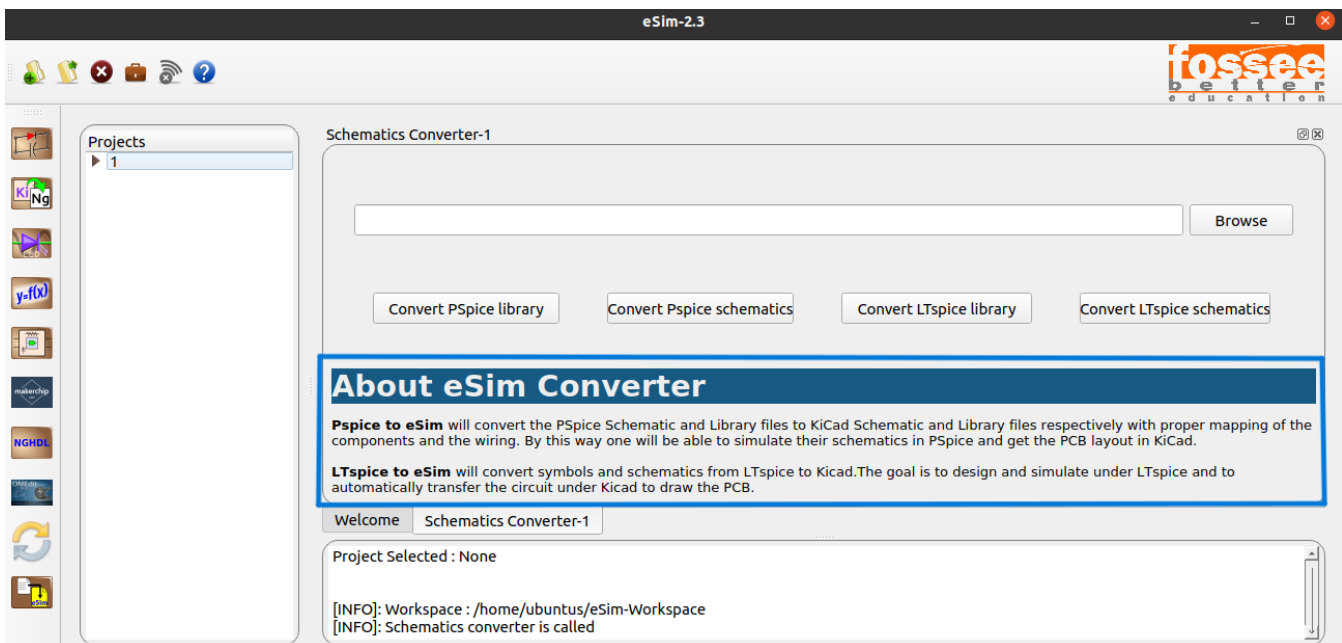 eSim-2.3
fossee
better
education
Projects
1
Schematics Converter-1
Browse
Convert PSpice library
Convert Pspice schematics
Convert LTspice library
Convert LTspice schematics
About eSim Converter
Pspice to eSim will convert the PSpice Schematic and Library files to KiCad Schematic and Library files respectively with proper mapping of the
components and the wiring. By this way one will be able to simulate their schematics in PSpice and get the PCB layout in KiCad.
LTspice to eSim will convert symbols and schematics from LTspice to Kicad.The goal is to design and simulate under LTspice and to
automatically transfer the circuit under Kicad to draw the PCB.
Welcome
Schematics Converter-1
Project Selected : None
[INFO]: Workspace : /home/ubuntus/eSim-Workspace
[INFO]: Schematics converter is called
Ki
Ng
y=f(x)
makerchip
NGHDL
OMEdit
eSim